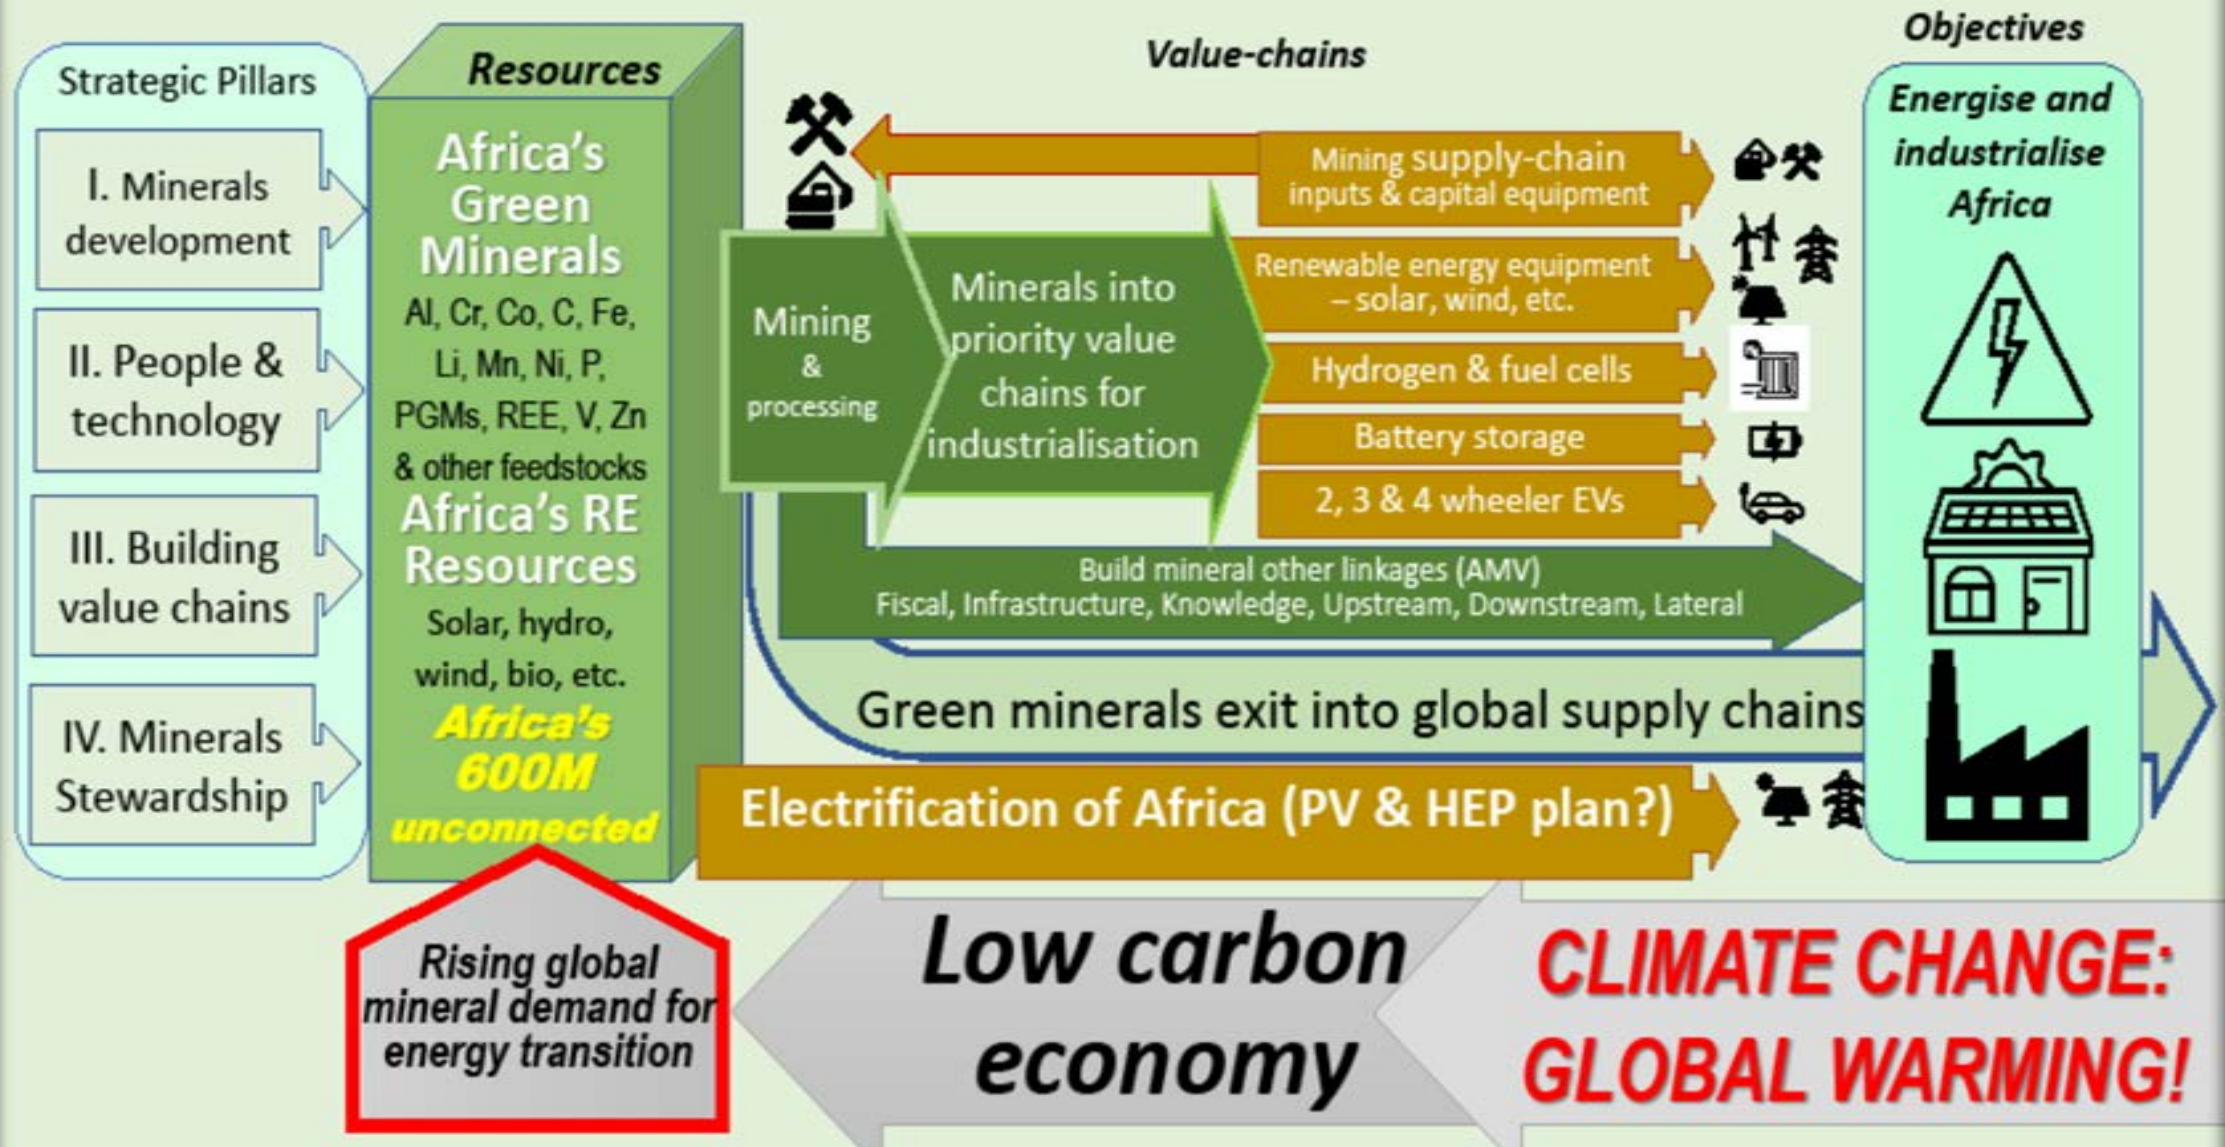 Strategic Pillars
I. Minerals
development
II. People &
technology
III. Building
value chains
IV. Minerals
Stewardship
Resources
Africa's
Green
Minerals
Al, Cr, Co, C, Fe,
Li, Mn, Ni, P,
PGMs, REE, V, Zn
& other feedstocks
Africa's RE
Resources
Solar, hydro,
wind, bio, etc.
Africa's
600M
unconnected
Rising global
mineral demand for
energy transition
Value-chains
Mining
&
processing
Minerals into
priority value
chains for
industrialisation
Mining supply-chain
inputs & capital equipment
Renewable energy equipment
– solar, wind, etc.
Hydrogen & fuel cells
Battery storage
2, 3 & 4 wheeler EVs
Build mineral other linkages (AMV)
Fiscal, Infrastructure, Knowledge, Upstream, Downstream, Lateral
Green minerals exit into global supply chains
Electrification of Africa (PV & HEP plan?)
Objectives
Energise and
industrialise
Africa
Low carbon
economy
CLIMATE CHANGE:
GLOBAL WARMING!